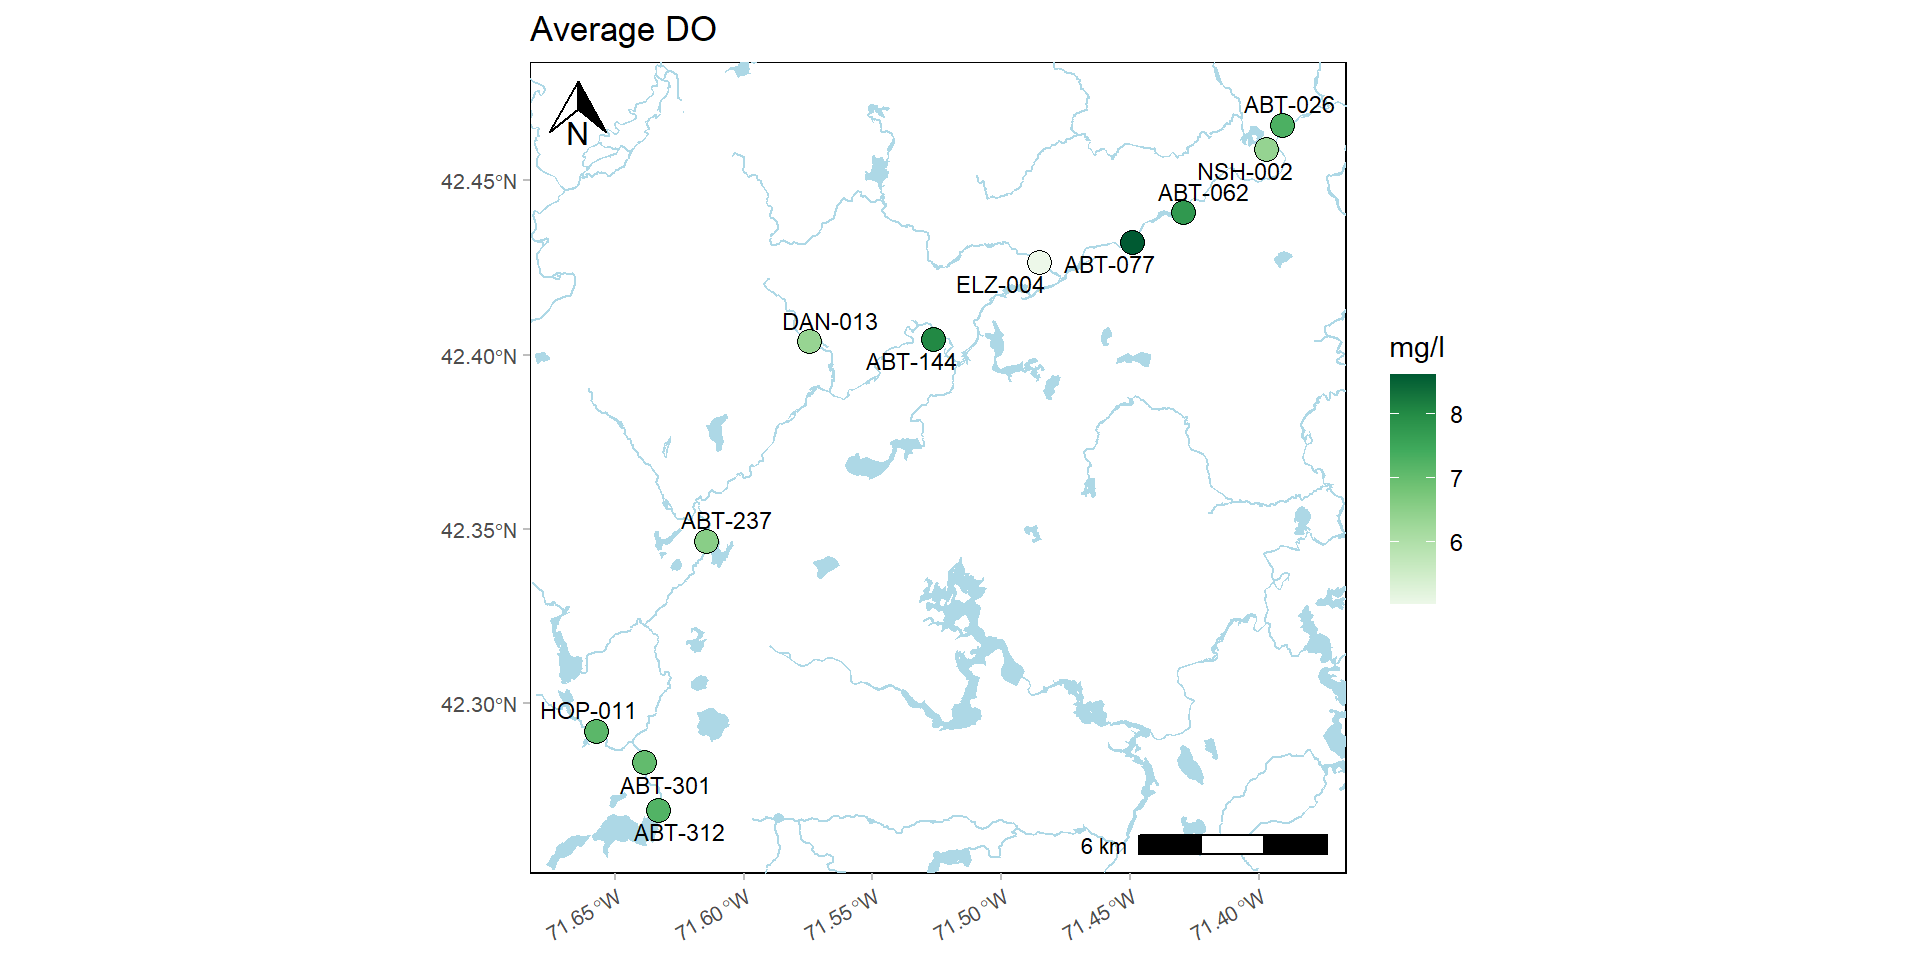 Average DO
N
ABT-026
NSH-002
ABT-062
ABT-077
ELZ-004
DAN-013
ABT-144
ABT-237
HOP-011
ABT-301
ABT-312
6 km
42.45°N
42.40°N
42.35°N
42.30°N
71.65°W
71.60°W
71.55°W
71.50°W
71.45°W
71.40°W
mg/l
8
7
6